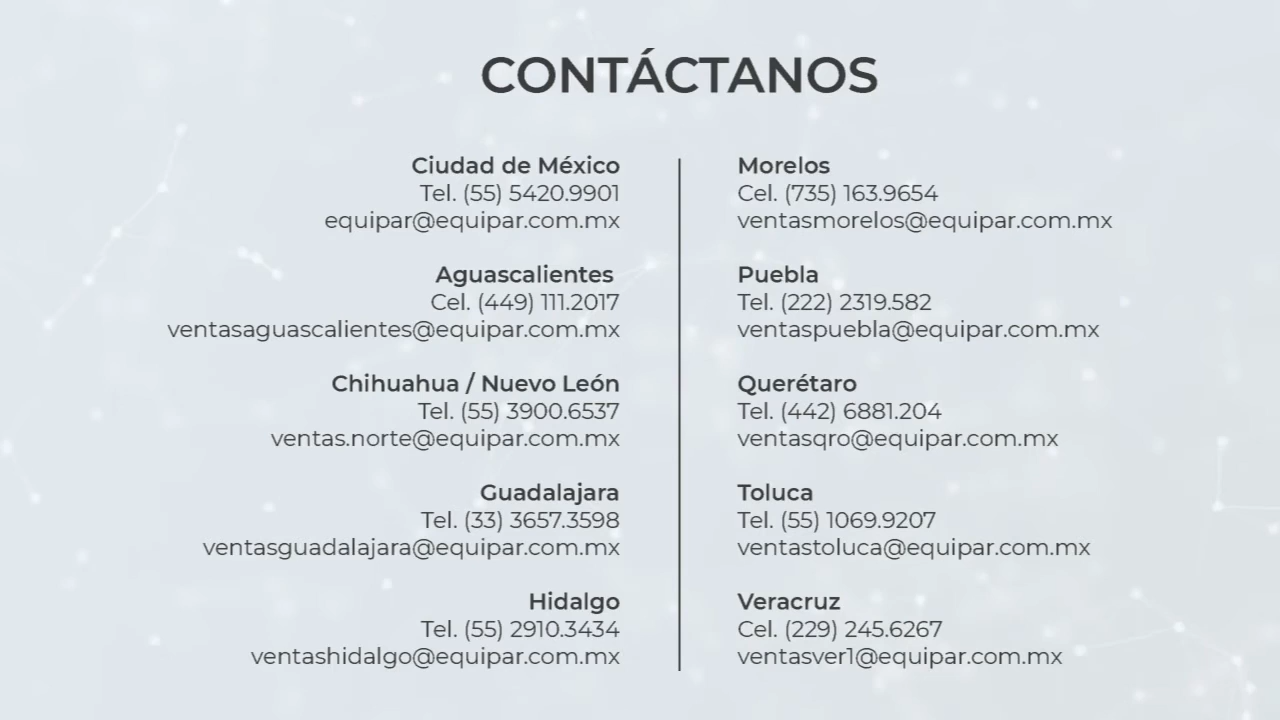 CONTÁCTANOS
Ciudad de México
Tel. (55) 5420.9901
equipar@equipar.com.mx
Aguascalientes
Cel. (449) 111.2017
ventasaguascalientes@equipar.com.mx
Chihuahua / Nuevo León
Tel. (55) 3900.6537
ventas.norte@equipar.com.mx
Guadalajara
Tel. (33) 3657.3598
ventasguadalajara@equipar.com.mx
Hidalgo
Tel. (55) 2910.3434
ventashidalgo@equipar.com.mx
Morelos
Cel. (735) 163.9654
ventasmorelos@equipar.com.mx
Puebla
Tel. (222) 2319.582
ventaspuebla@equipar.com.mx
Querétaro
Tel. (442) 6881.204
ventasqro@equipar.com.mx
Toluca
Tel. (55) 1069.9207
ventastoluca@equipar.com.mx
Veracruz
Cel. (229) 245.6267
ventasver1@equipar.com.mx